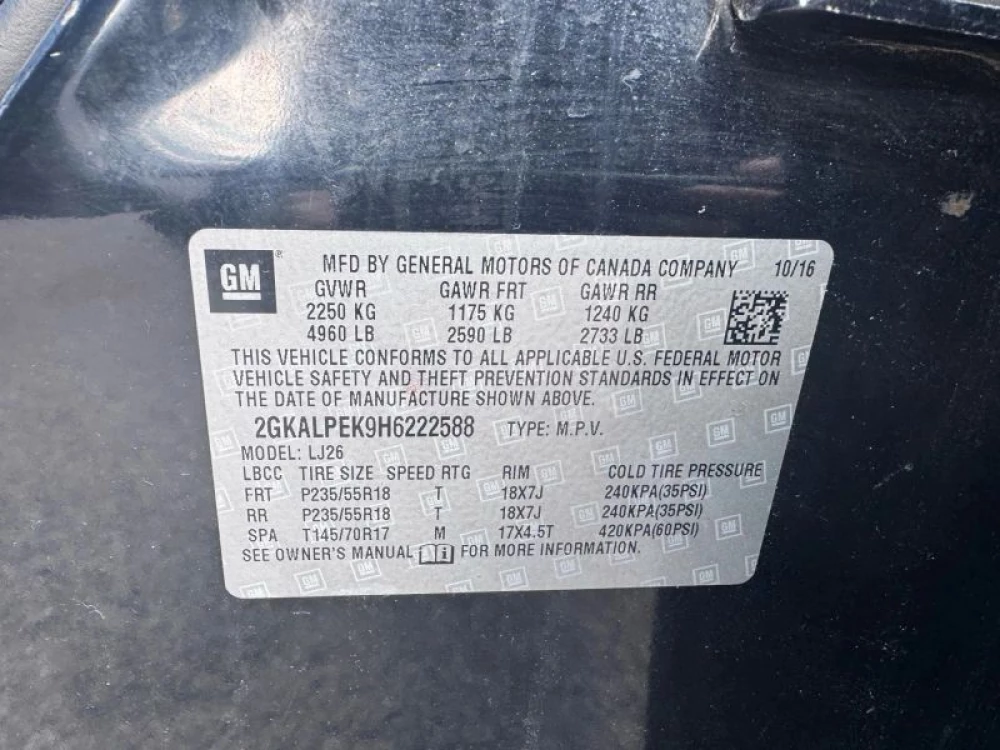 GM ® MFD BY GENERAL MOTORS OF CANADA COMPANY 10/16
GVWR GAWR FRT GAWR RR
2250 KG 1175 KG 1240 KG
4960 LB 2590 LB 2733 LB
THIS VEHICLE CONFORMS TO ALL APPLICABLE U.S. FEDERAL MOTOR
VEHICLE SAFETY AND THEFT PREVENTION STANDARDS IN EFFECT ON
THE DATE OF MANUFACTURE SHOWN ABOVE.
2GKALPEK9H6222588 TYPE: M.P.V.
MODEL: LJ26
LBCC TIRE SIZE SPEED RTG RIM COLD TIRE PRESSURE
FRT P235/55R18 T 18X7J 240KPA(35PSI)
RR P235/55R18 T 18X7J 240KPA(35PSI)
SPA T145/70R17 M 17X4.5T 420KPA(60PSI)
SEE OWNER'S MANUAL i FOR MORE INFORMATION.